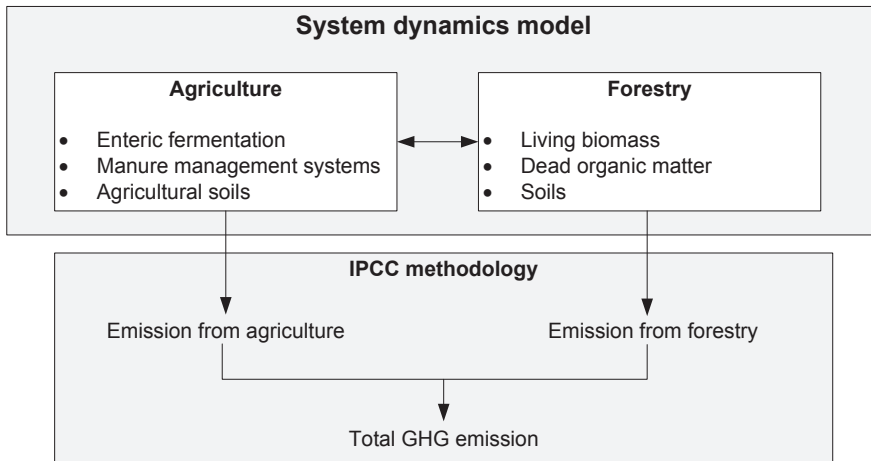 System dynamics model
Agriculture
• Enteric fermentation
• Manure management systems
• Agricultural soils
Forestry
• Living biomass
• Dead organic matter
• Soils
IPCC methodology
Emission from agriculture
Emission from forestry
Total GHG emission